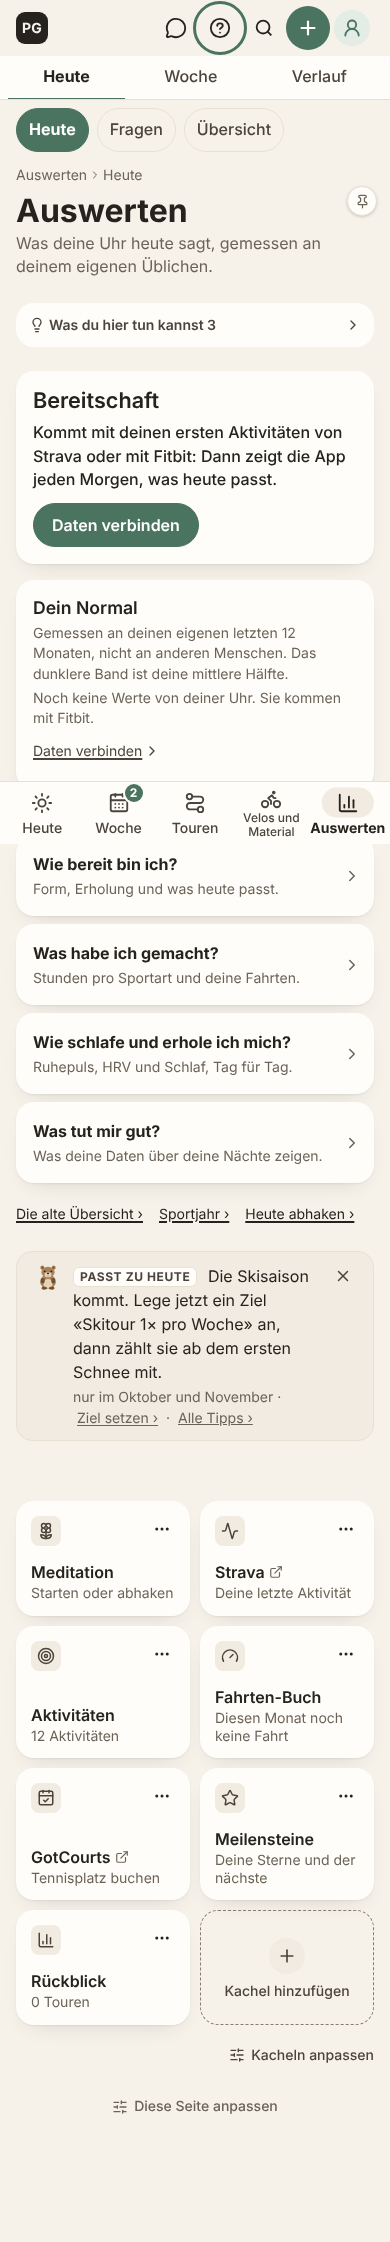 PG
Heute Woche Verlauf
Heute Fragen Übersicht
Auswerten › Heute
Auswerten
Was deine Uhr heute sagt, gemessen an
deinem eigenen Üblichen.
Was du hier tun kannst 3
Bereitschaft
Kommt mit deinen ersten Aktivitäten von
Strava oder mit Fitbit: Dann zeigt die App
jeden Morgen, was heute passt.
Daten verbinden
Dein Normal
Gemessen an deinen eigenen letzten 12
Monaten, nicht an anderen Menschen. Das
dunklere Band ist deine mittlere Hälfte.
Noch keine Werte von deiner Uhr. Sie kommen
mit Fitbit.
Daten verbinden
2
Heute Woche Touren Velos und
Material Auswerten
Wie bereit bin ich?
Form, Erholung und was heute passt.
Was habe ich gemacht?
Stunden pro Sportart und deine Fahrten.
Wie schlafe und erhole ich mich?
Ruhepuls, HRV und Schlaf, Tag für Tag.
Was tut mir gut?
Was deine Daten über deine Nächte zeigen.
Die alte Übersicht › Sportjahr › Heute abhaken ›
PASST ZU HEUTE Die Skisaison
kommt. Lege jetzt ein Ziel
«Skitour 1× pro Woche» an,
dann zählt sie ab dem ersten
Schnee mit.
nur im Oktober und November ·
Ziel setzen › · Alle Tipps ›
Meditation
Starten oder abhaken
Strava
Deine letzte Aktivität
Aktivitäten
12 Aktivitäten
Fahrten-Buch
Diesen Monat noch
keine Fahrt
GotCourts
Tennisplatz buchen
Meilensteine
Deine Sterne und der
nächste
Rückblick
0 Touren
Kachel hinzufügen
Kacheln anpassen
Diese Seite anpassen